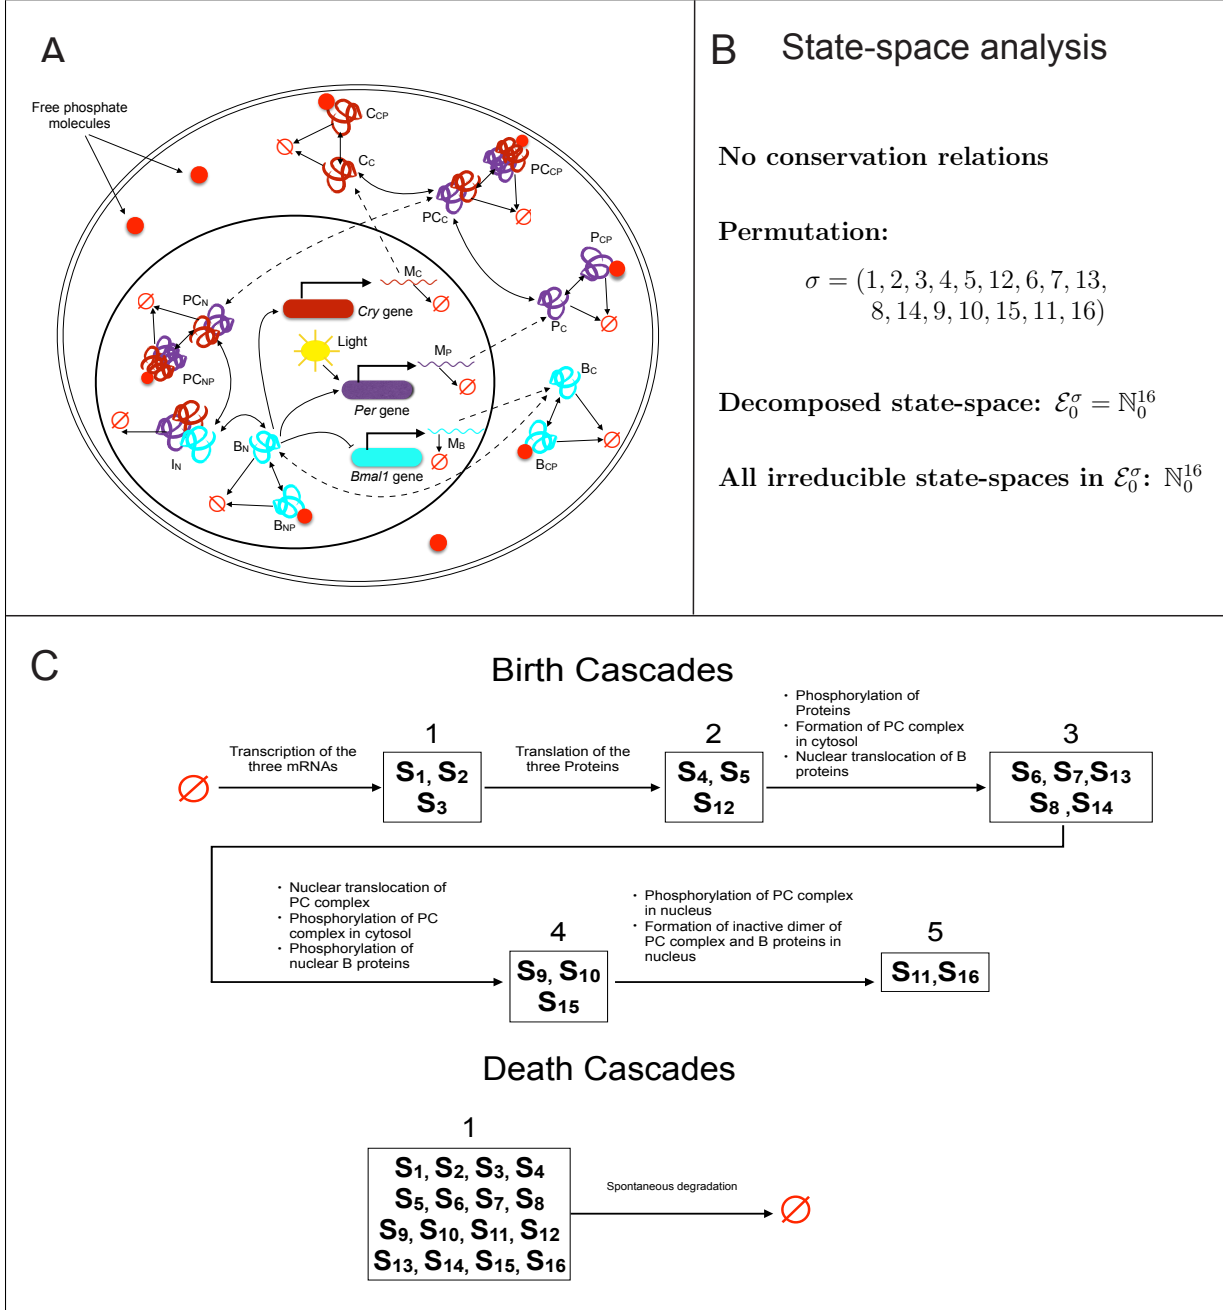 A
Free phosphate
molecules
C_CP
C_C
PC_CP
PC_C
P_CP
P_C
M_C
Cry gene
PC_N
Light
M_P
PC_NP
Per gene
B_C
I_N
B_N
M_B
Bmal1 gene
B_CP
B_NP
B
State-space analysis
No conservation relations
Permutation:
σ = (1, 2, 3, 4, 5, 12, 6, 7, 13,
8, 14, 9, 10, 15, 11, 16)
Decomposed state-space: ℰ₀^σ = ℕ₀^16
All irreducible state-spaces in ℰ₀^σ: ℕ₀^16
C
Birth Cascades
Transcription of the
three mRNAs
∅
1
S₁, S₂
S₃
Translation of the
three Proteins
2
S₄, S₅
S₁₂
· Phosphorylation of
Proteins
· Formation of PC complex
in cytosol
· Nuclear translocation of B
proteins
3
S₆, S₇,S₁₃
S₈ ,S₁₄
· Nuclear translocation of
PC complex
· Phosphorylation of PC
complex in cytosol
· Phosphorylation of
nuclear B proteins
4
S₉, S₁₀
S₁₅
· Phosphorylation of PC complex
in nucleus
· Formation of inactive dimer of
PC complex and B proteins in
nucleus
5
S₁₁,S₁₆
Death Cascades
1
S₁, S₂, S₃, S₄
S₅, S₆, S₇, S₈
S₉, S₁₀, S₁₁, S₁₂
S₁₃, S₁₄, S₁₅, S₁₆
Spontaneous degradation
∅